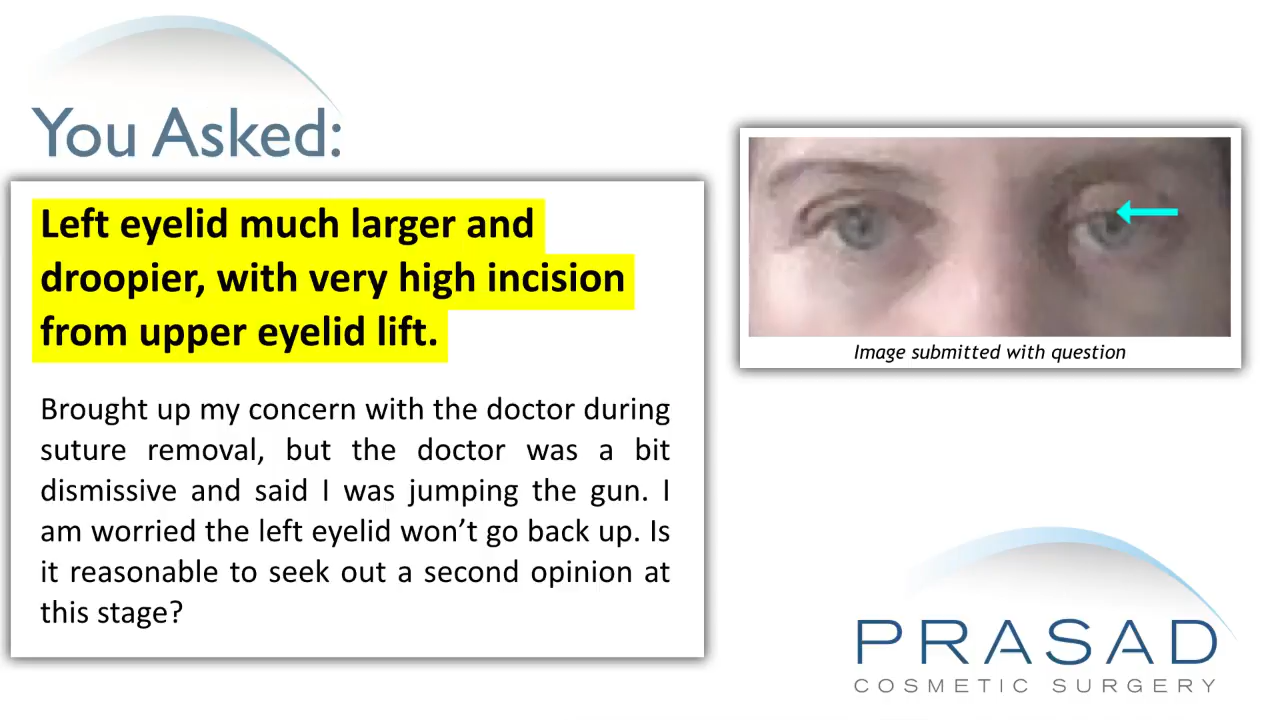 You Asked:
Left eyelid much larger and
droopier, with very high incision
from upper eyelid lift.
Brought up my concern with the doctor during
suture removal, but the doctor was a bit
dismissive and said I was jumping the gun. I
am worried the left eyelid won’t go back up. Is
it reasonable to seek out a second opinion at
this stage?
Image submitted with question
PRASAD
COSMETIC SURGERY